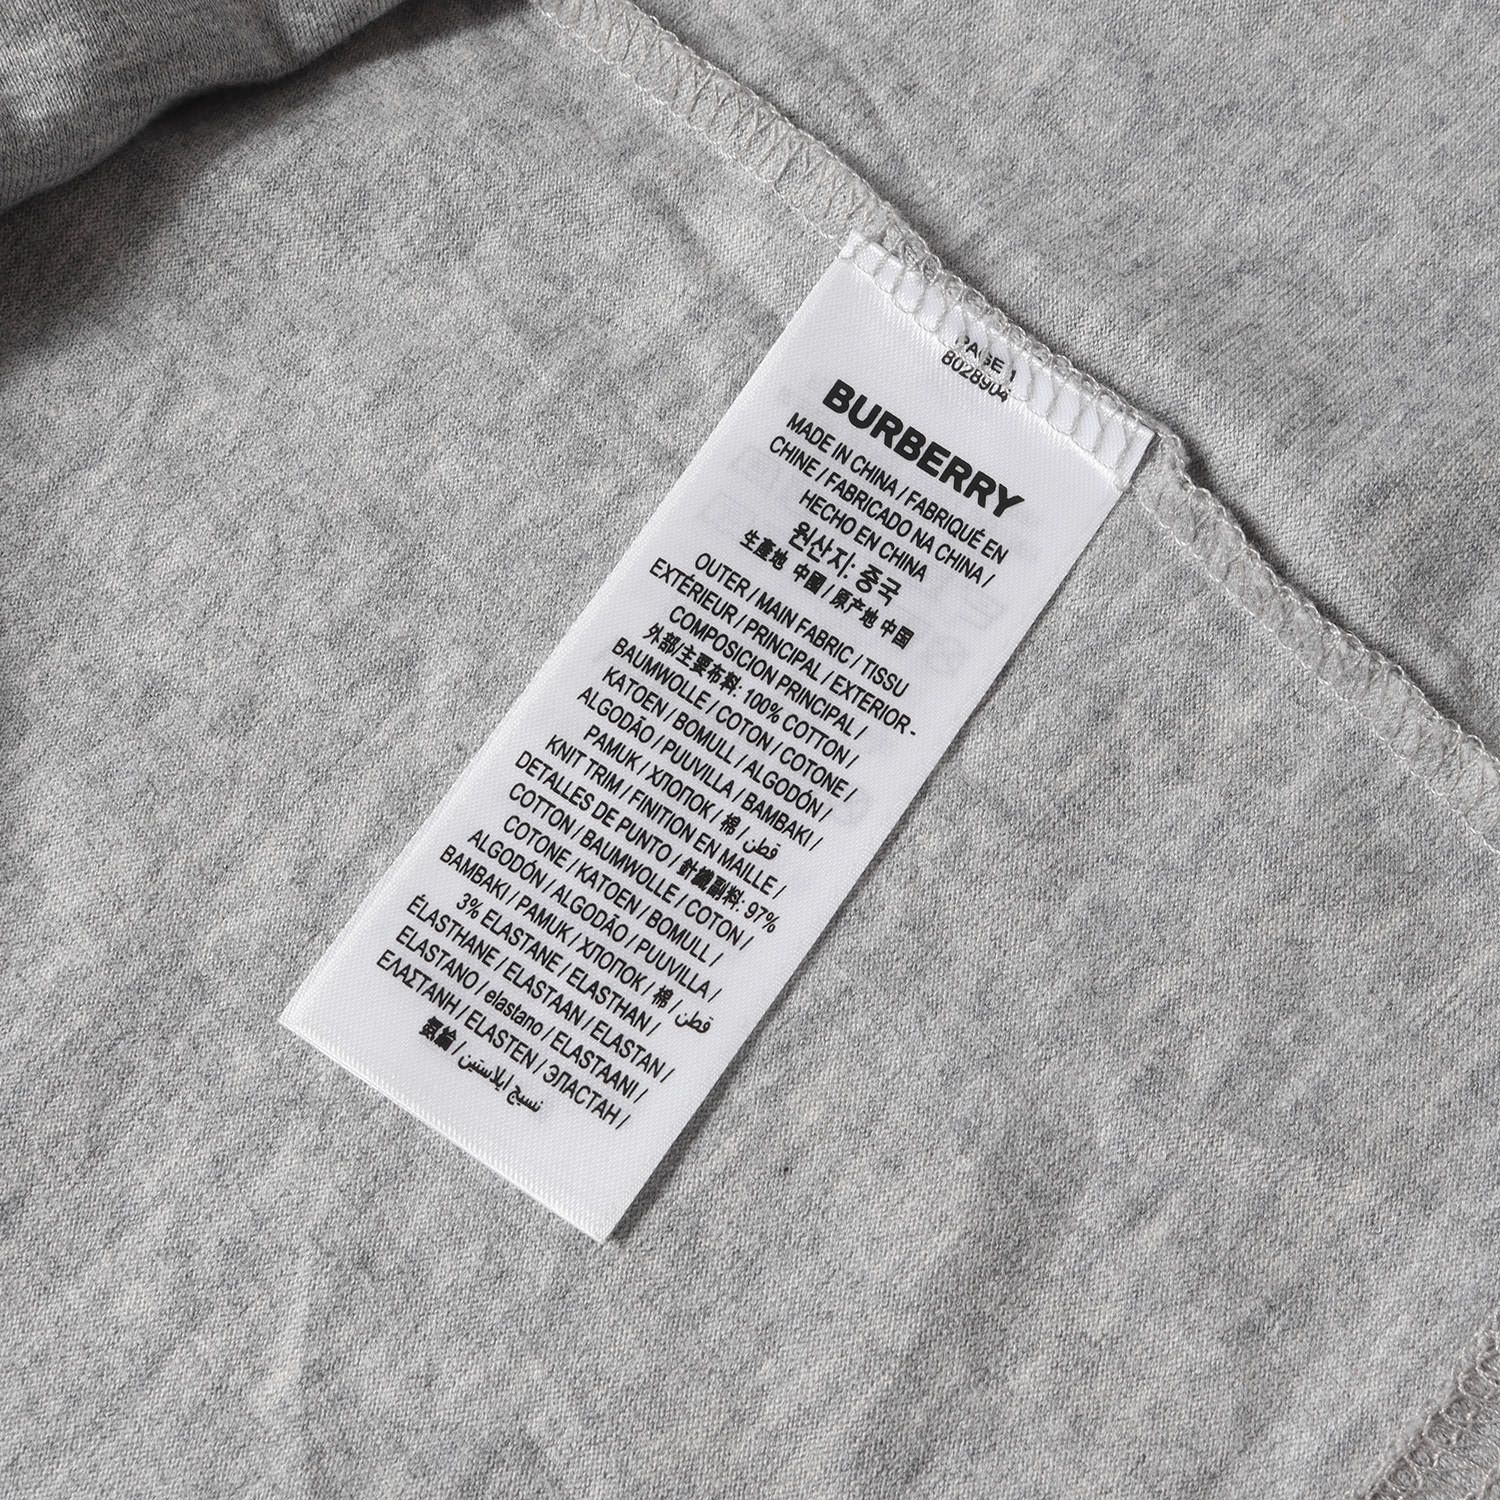 PAGE 1
8028904
BURBERRY
MADE IN CHINA / FABRIQUÉ EN
CHINE / FABRICADO NA CHINA /
HECHO EN CHINA
원산지: 중국
生產地 中國 / 原产地 中国
OUTER / MAIN FABRIC / TISSU
EXTÉRIEUR / PRINCIPAL / EXTERIOR-
COMPOSICION PRINCIPAL /
外部/主要布料: 100% COTTON /
BAUMWOLLE / COTON / COTONE /
KATOEN / BOMULL / ALGODÓN /
ALGODÃO / PUUVILLA / BAMBAKI /
PAMUK / ХЛОПОК / 棉 / قطن
KNIT TRIM / FINITION EN MAILLE /
DETALLES DE PUNTO / 針織副料: 97%
COTTON / BAUMWOLLE / COTON /
COTONE / KATOEN / BOMULL /
ALGODÓN / ALGODÃO / PUUVILLA /
BAMBAKI / PAMUK / ХЛОПОК / 棉 / قطن
3% ELASTANE / ELASTHAN /
ÉLASTHANE / ELASTAAN / ELASTAN /
ELASTANO / elastano / ELASTAANI /
ΕΛΑΣΤΑΝΗ / ELASTEN / ЭЛАСТАН /
氨綸 / نسيج ايلاستين